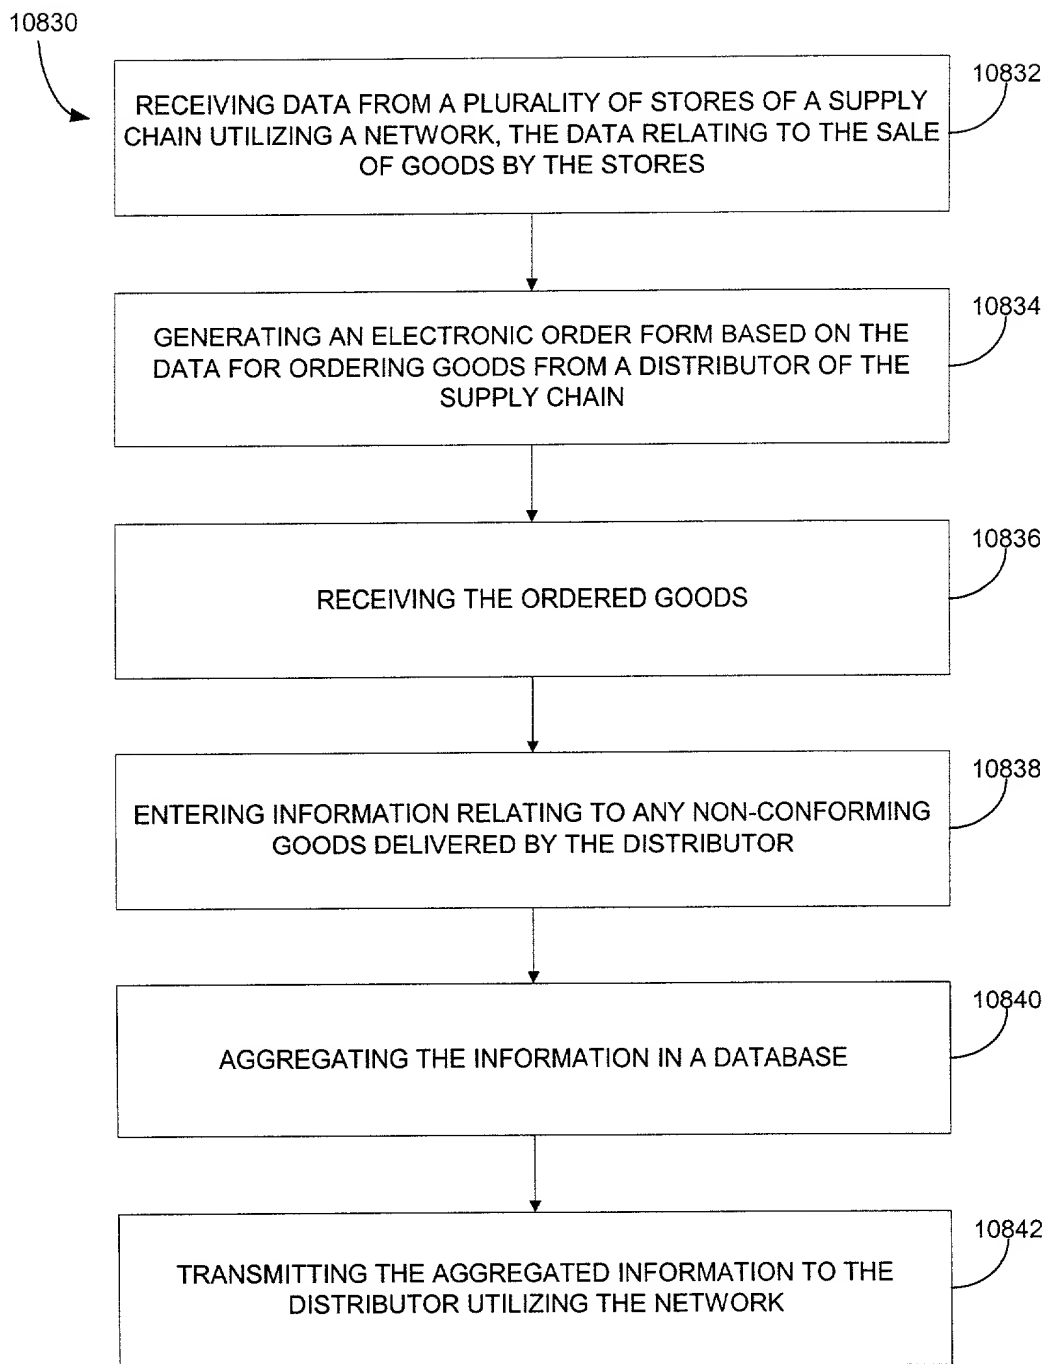 10830
10832
RECEIVING DATA FROM A PLURALITY OF STORES OF A SUPPLY
CHAIN UTILIZING A NETWORK, THE DATA RELATING TO THE SALE
OF GOODS BY THE STORES
10834
GENERATING AN ELECTRONIC ORDER FORM BASED ON THE
DATA FOR ORDERING GOODS FROM A DISTRIBUTOR OF THE
SUPPLY CHAIN
10836
RECEIVING THE ORDERED GOODS
10838
ENTERING INFORMATION RELATING TO ANY NON-CONFORMING
GOODS DELIVERED BY THE DISTRIBUTOR
10840
AGGREGATING THE INFORMATION IN A DATABASE
10842
TRANSMITTING THE AGGREGATED INFORMATION TO THE
DISTRIBUTOR UTILIZING THE NETWORK